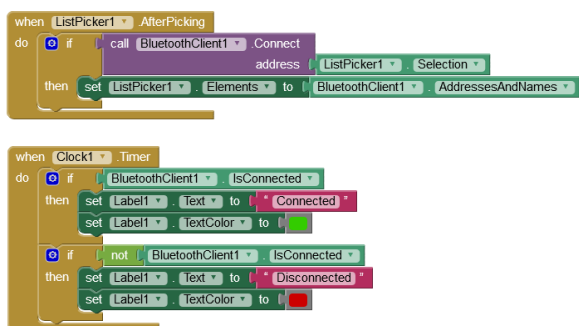 when ListPicker1 .AfterPicking
do if call BluetoothClient1 .Connect
address ListPicker1 . Selection
then set ListPicker1 . Elements to BluetoothClient1 . AddressesAndNames
when Clock1 .Timer
do if BluetoothClient1 . IsConnected
then set Label1 . Text to " Connected "
set Label1 . TextColor to
if not BluetoothClient1 . IsConnected
then set Label1 . Text to " Disconnected "
set Label1 . TextColor to